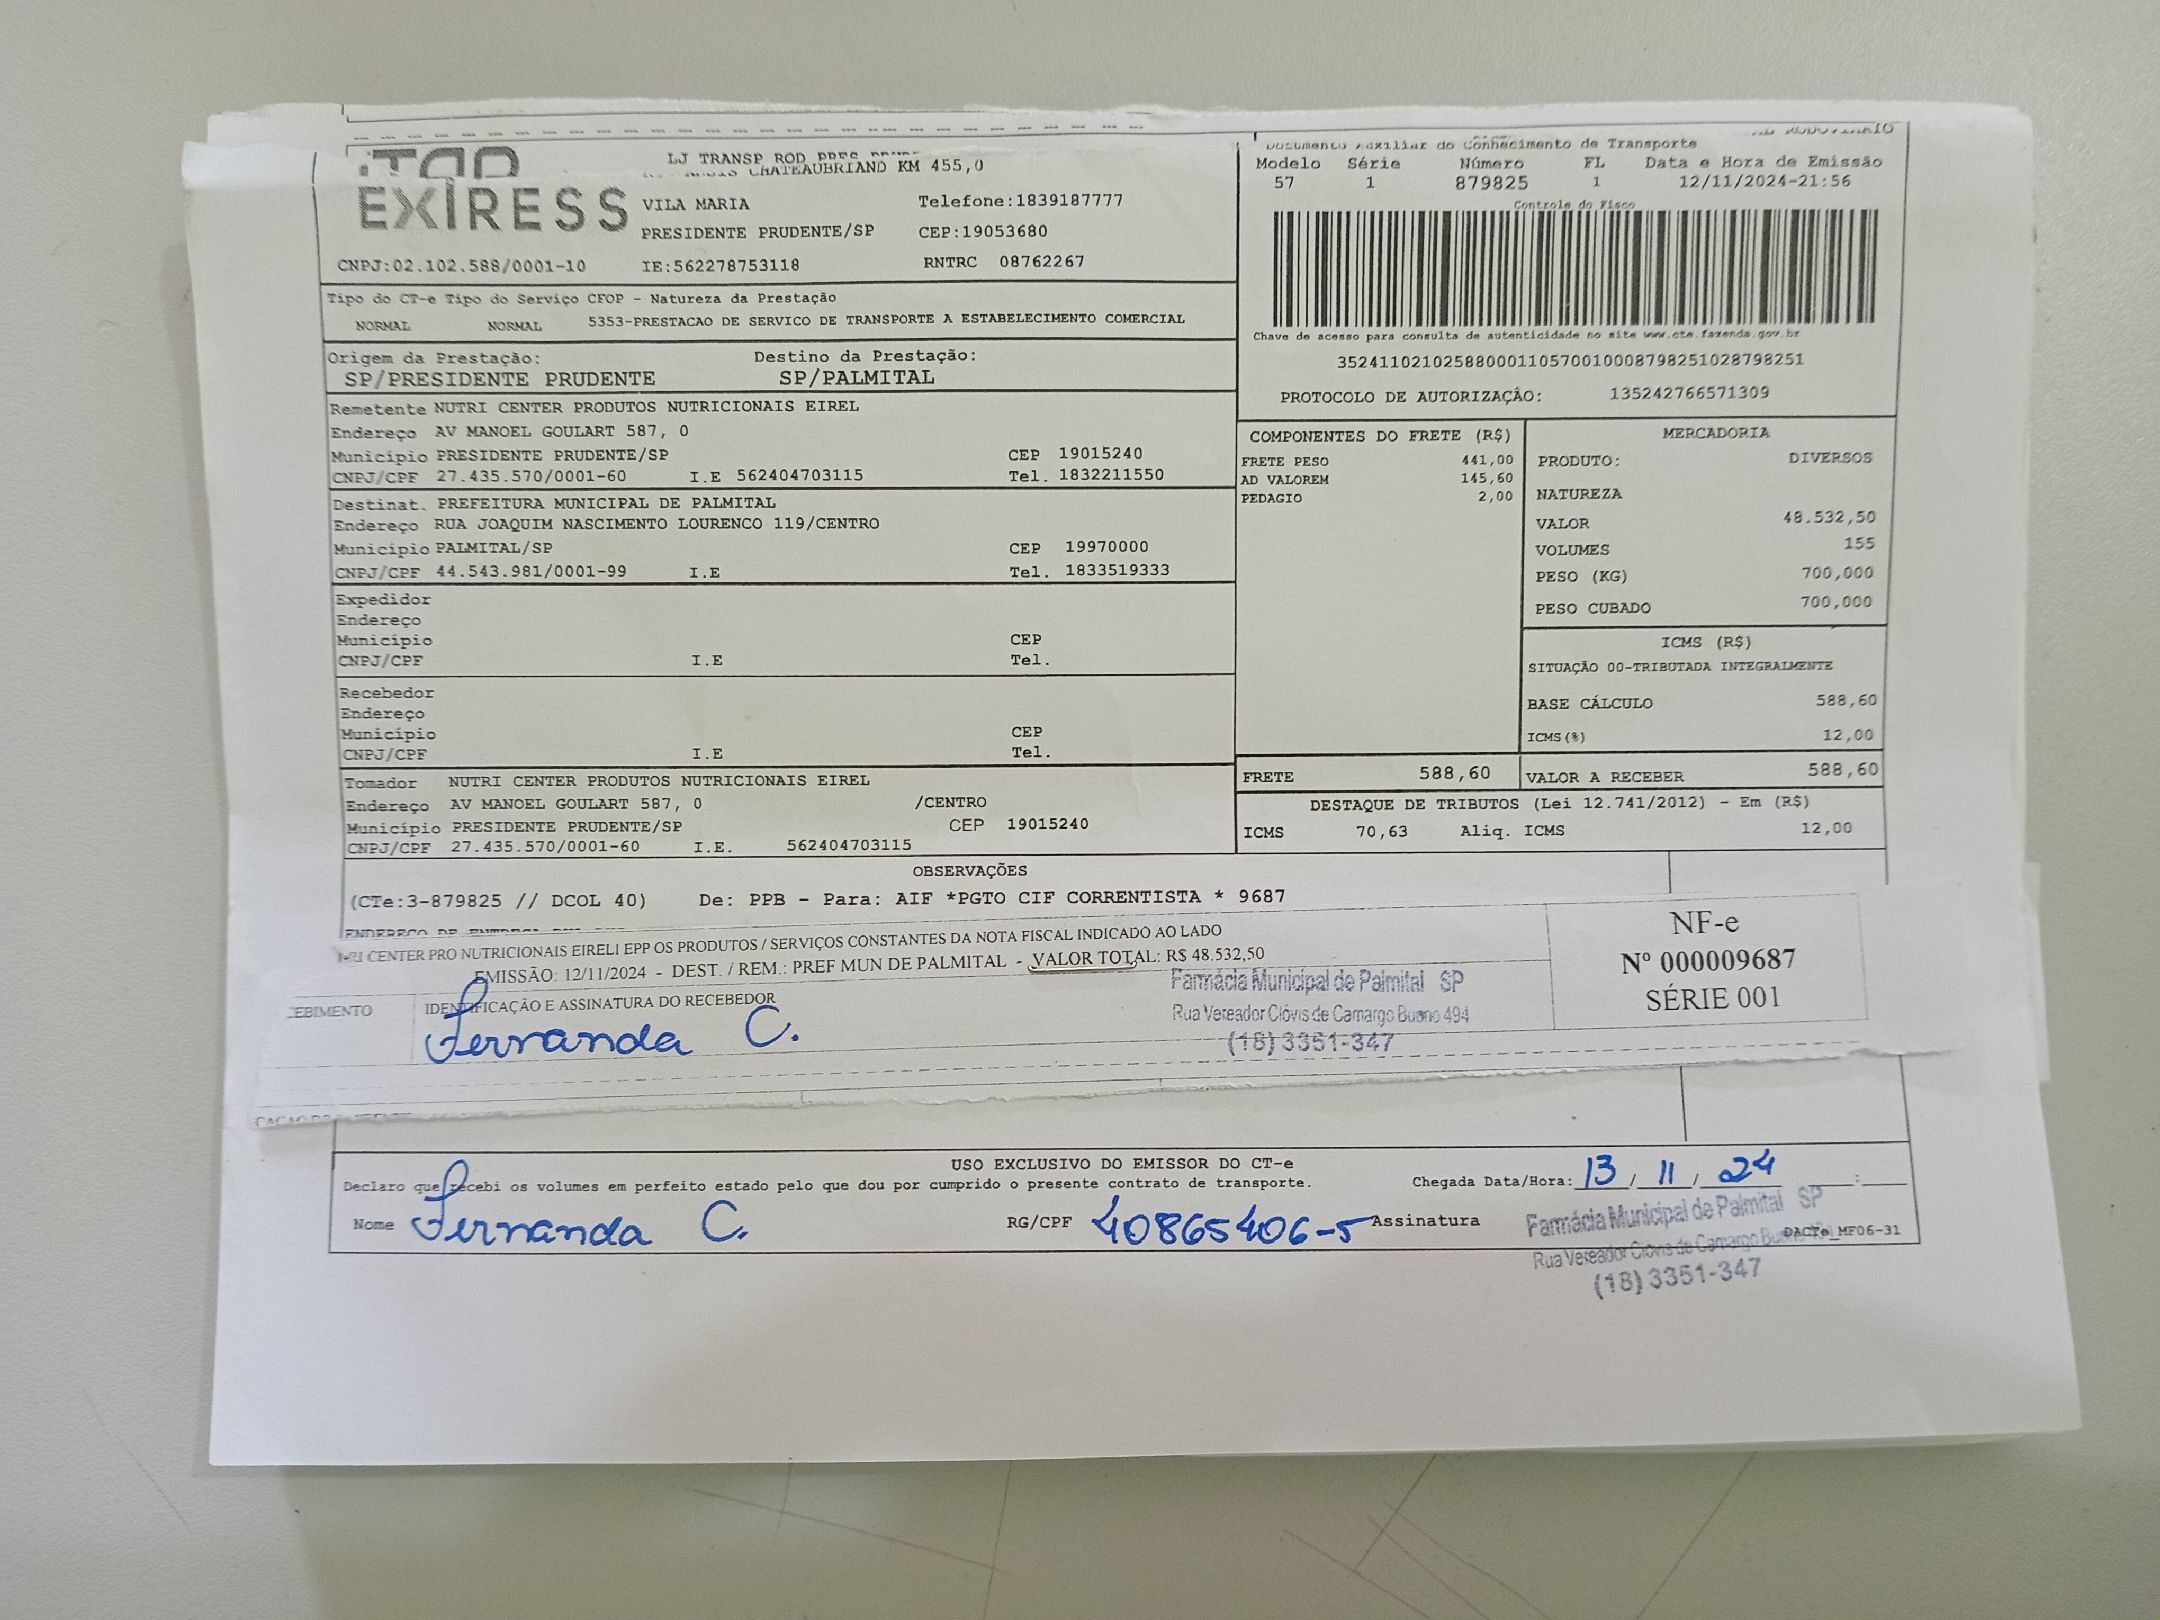 EXPRESS
LJ TRANSP ROD
CHATEAUBRIAND KM 455,0
VILA MARIA Telefone:1839187777
PRESIDENTE PRUDENTE/SP CEP:19053680
CNPJ:02.102.588/0001-10 IE:562278753118 RNTRC 08762267
Tipo do CT-e Tipo do Serviço CFOP - Natureza da Prestação
NORMAL NORMAL 5353-PRESTACAO DE SERVICO DE TRANSPORTE A ESTABELECIMENTO COMERCIAL
Origem da Prestação: Destino da Prestação:
SP/PRESIDENTE PRUDENTE SP/PALMITAL
Remetente NUTRI CENTER PRODUTOS NUTRICIONAIS EIREL
Endereço AV MANOEL GOULART 587, 0
Município PRESIDENTE PRUDENTE/SP CEP 19015240
CNPJ/CPF 27.435.570/0001-60 I.E 562404703115 Tel. 1832211550
Destinat. PREFEITURA MUNICIPAL DE PALMITAL
Endereço RUA JOAQUIM NASCIMENTO LOURENCO 119/CENTRO
Município PALMITAL/SP CEP 19970000
CNPJ/CPF 44.543.981/0001-99 I.E Tel. 1833519333
Expedidor
Endereço
Município CEP
CNPJ/CPF I.E Tel.
Recebedor
Endereço
Município CEP
CNPJ/CPF I.E Tel.
Tomador NUTRI CENTER PRODUTOS NUTRICIONAIS EIREL
Endereço AV MANOEL GOULART 587, 0 /CENTRO
Município PRESIDENTE PRUDENTE/SP CEP 19015240
CNPJ/CPF 27.435.570/0001-60 I.E. 562404703115
Documento Auxiliar do Conhecimento de Transporte
Modelo Série Número FL Data e Hora de Emissão
57 1 879825 1 12/11/2024-21:56
Controle do Fisco
Chave de acesso para consulta de autenticidade no site www.cte.fazenda.gov.br
35241102102588000110570010008798251028798251
PROTOCOLO DE AUTORIZAÇÃO: 135242766571309
COMPONENTES DO FRETE (R$)
FRETE PESO 441,00
AD VALOREM 145,60
PEDAGIO 2,00
MERCADORIA
PRODUTO: DIVERSOS
NATUREZA
VALOR 48.532,50
VOLUMES 155
PESO (KG) 700,000
PESO CUBADO 700,000
ICMS (R$)
SITUAÇÃO 00-TRIBUTADA INTEGRALMENTE
BASE CÁLCULO 588,60
ICMS(%) 12,00
FRETE 588,60 VALOR A RECEBER 588,60
DESTAQUE DE TRIBUTOS (Lei 12.741/2012) - Em (R$)
ICMS 70,63 Aliq. ICMS 12,00
OBSERVAÇÕES
(CTe:3-879825 // DCOL 40) De: PPB - Para: AIF *PGTO CIF CORRENTISTA * 9687
CENTER PRO NUTRICIONAIS EIRELI EPP OS PRODUTOS / SERVIÇOS CONSTANTES DA NOTA FISCAL INDICADO AO LADO
EMISSÃO: 12/11/2024 - DEST. / REM.: PREF MUN DE PALMITAL - VALOR TOTAL: R$ 48.532,50
EBIMENTO IDENTIFICAÇÃO E ASSINATURA DO RECEBEDOR
Fernanda C.
Farmácia Municipal de Palmital SP
Rua Vereador Clóvis de Camargo Bueno 494
(18) 3351-347
NF-e
Nº 000009687
SÉRIE 001
USO EXCLUSIVO DO EMISSOR DO CT-e
Declaro que recebi os volumes em perfeito estado pelo que dou por cumprido o presente contrato de transporte. Chegada Data/Hora: 13/11/24 :
Nome Fernanda C. RG/CPF 40865406-5 Assinatura
Farmácia Municipal de Palmital SP
Rua Vereador Clóvis de Camargo
DACTe_MF06-31
(18) 3351-347